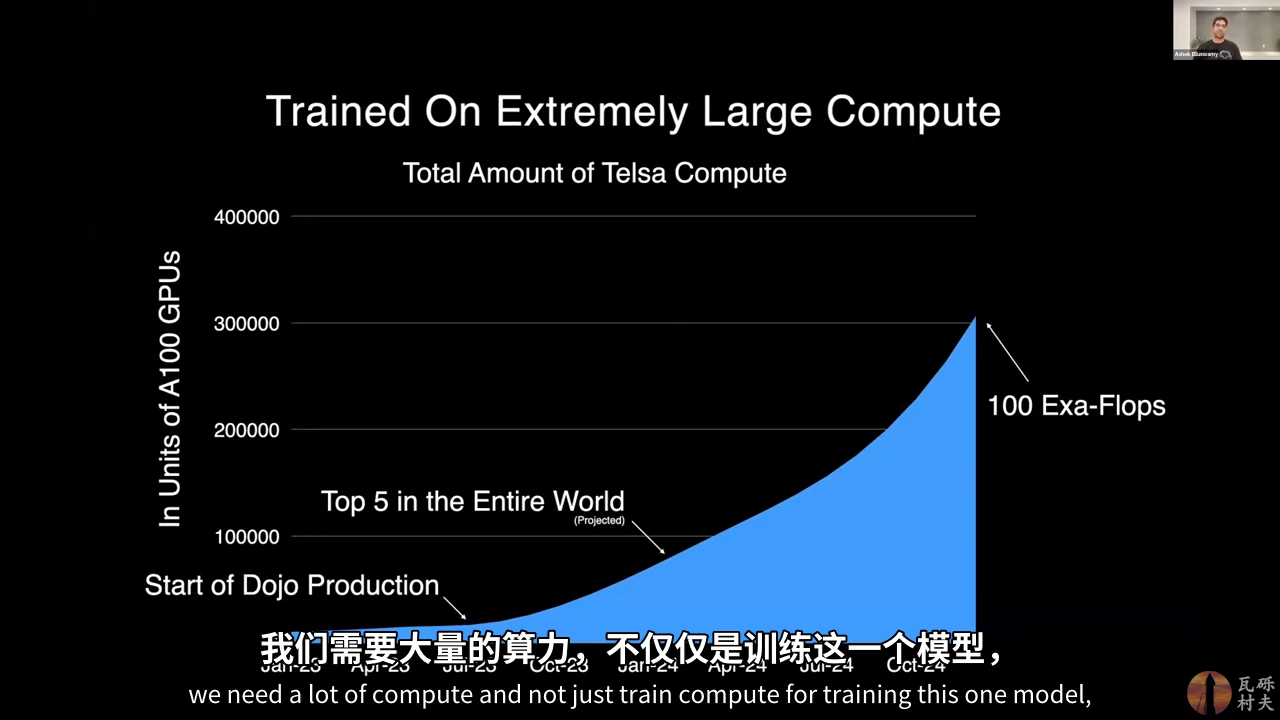 Ashok Elluswamy
Trained On Extremely Large Compute
Total Amount of Telsa Compute
In Units of A100 GPUs
400000
300000
200000
100000
100 Exa-Flops
Top 5 in the Entire World
(Projected)
Start of Dojo Production
Jan-23 Apr-23 Jul-23 Oct-23 Jan-24 Apr-24 Jul-24 Oct-24
我们需要大量的算力，不仅仅是训练这一个模型，
we need a lot of compute and not just train compute for training this one model,
瓦砾
村夫